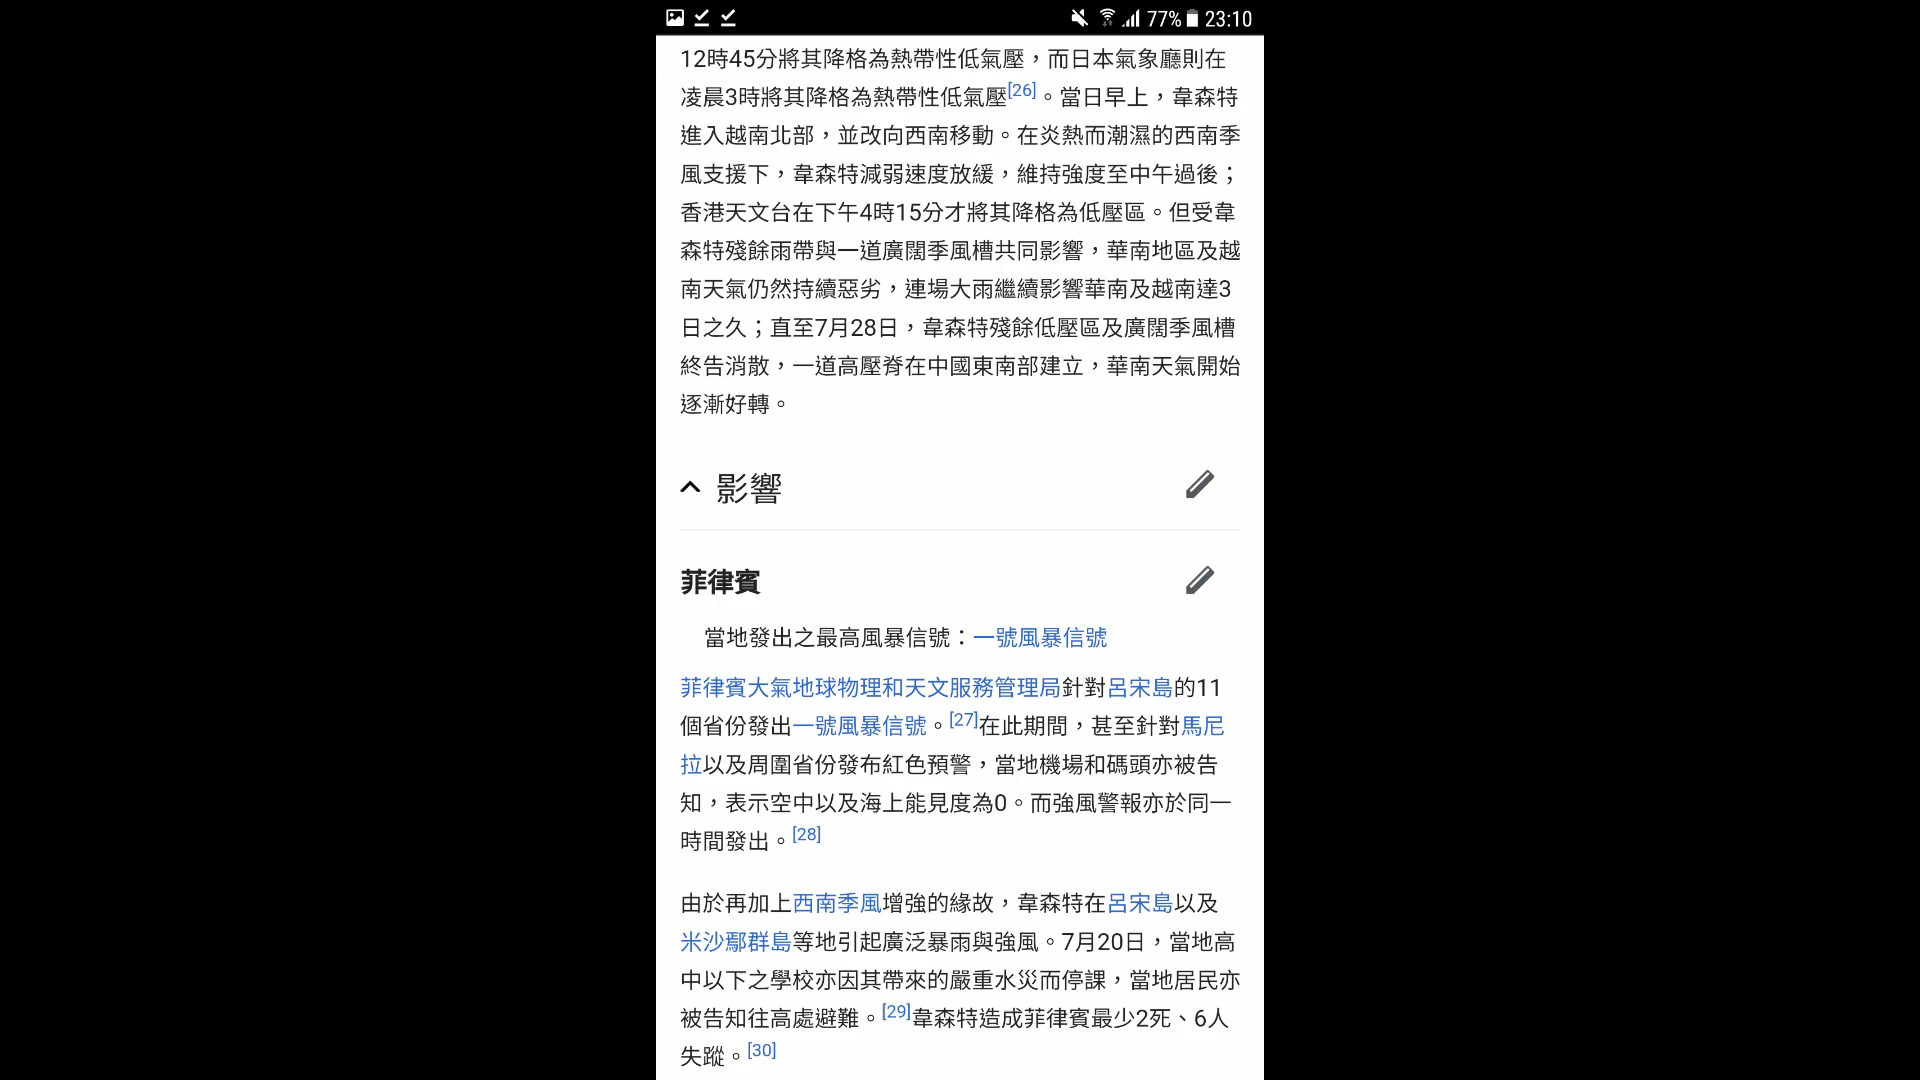 77% 23:10
12時45分將其降格為熱帶性低氣壓，而日本氣象廳則在
凌晨3時將其降格為熱帶性低氣壓[26]。當日早上，韋森特
進入越南北部，並改向西南移動。在炎熱而潮濕的西南季
風支援下，韋森特減弱速度放緩，維持強度至中午過後；
香港天文台在下午4時15分才將其降格為低壓區。但受韋
森特殘餘雨帶與一道廣闊季風槽共同影響，華南地區及越
南天氣仍然持續惡劣，連場大雨繼續影響華南及越南達3
日之久；直至7月28日，韋森特殘餘低壓區及廣闊季風槽
終告消散，一道高壓脊在中國東南部建立，華南天氣開始
逐漸好轉。
影響
菲律賓
當地發出之最高風暴信號：一號風暴信號
菲律賓大氣地球物理和天文服務管理局針對呂宋島的11
個省份發出一號風暴信號。[27]在此期間，甚至針對馬尼
拉以及周圍省份發布紅色預警，當地機場和碼頭亦被告
知，表示空中以及海上能見度為0。而強風警報亦於同一
時間發出。[28]
由於再加上西南季風增強的緣故，韋森特在呂宋島以及
米沙鄢群島等地引起廣泛暴雨與強風。7月20日，當地高
中以下之學校亦因其帶來的嚴重水災而停課，當地居民亦
被告知往高處避難。[29]韋森特造成菲律賓最少2死、6人
失蹤。[30]